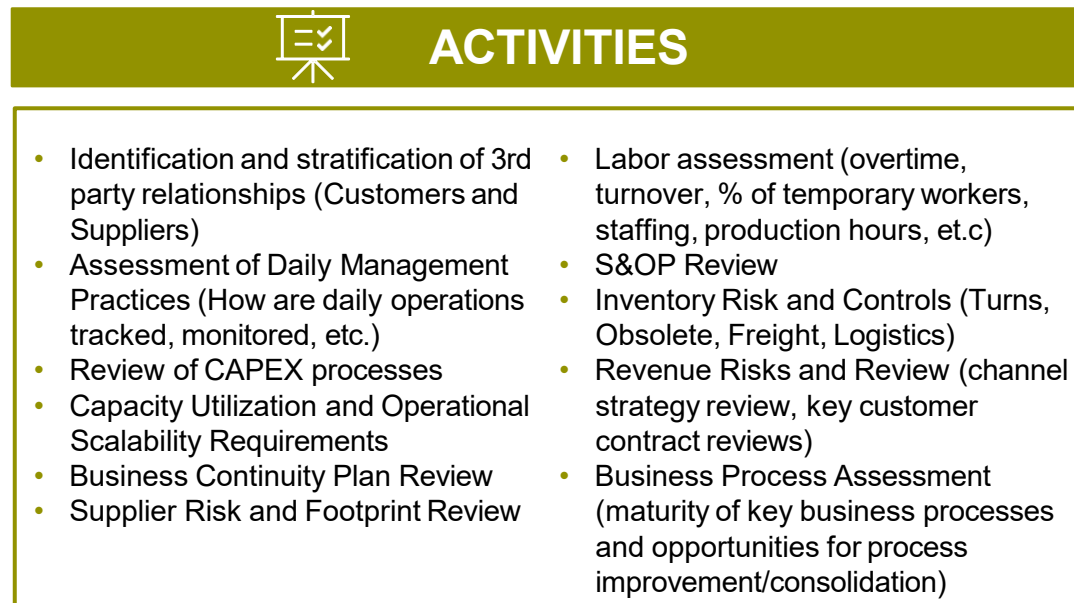 ACTIVITIES
• Identification and stratification of 3rd
party relationships (Customers and
Suppliers)
• Assessment of Daily Management
Practices (How are daily operations
tracked, monitored, etc.)
• Review of CAPEX processes
• Capacity Utilization and Operational
Scalability Requirements
• Business Continuity Plan Review
• Supplier Risk and Footprint Review
• Labor assessment (overtime,
turnover, % of temporary workers,
staffing, production hours, et.c)
• S&OP Review
• Inventory Risk and Controls (Turns,
Obsolete, Freight, Logistics)
• Revenue Risks and Review (channel
strategy review, key customer
contract reviews)
• Business Process Assessment
(maturity of key business processes
and opportunities for process
improvement/consolidation)